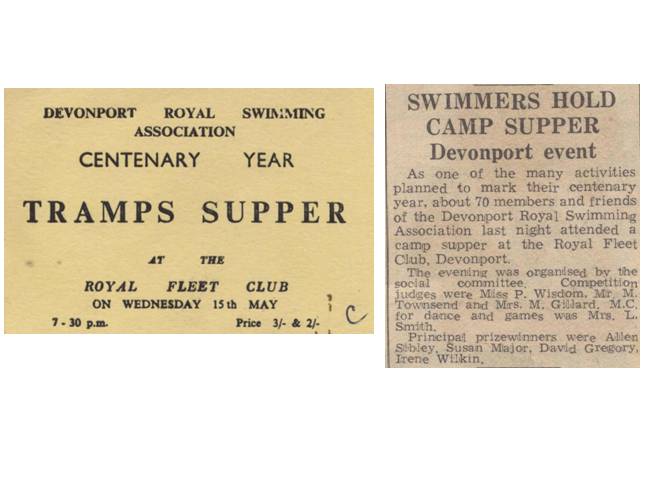 DEVONPORT ROYAL SWIMMING
ASSOCIATION
CENTENARY YEAR
TRAMPS SUPPER
AT THE
ROYAL FLEET CLUB
ON WEDNESDAY 15th MAY
7-30 p.m. Price 3/- & 2/- C
SWIMMERS HOLD
CAMP SUPPER
Devonport event
As one of the many activities
planned to mark their centenary
year, about 70 members and friends
of the Devonport Royal Swimming
Association last night attended a
camp supper at the Royal Fleet
Club, Devonport.
The evening was organised by the
social committee. Competition
judges were Miss P. Wisdom, Mr. M.
Townsend and Mrs. M. Gillard, M.C.
for dance and games was Mrs. L.
Smith.
Principal prizewinners were Allen
Sibley, Susan Major, David Gregory,
Irene Wilkin.